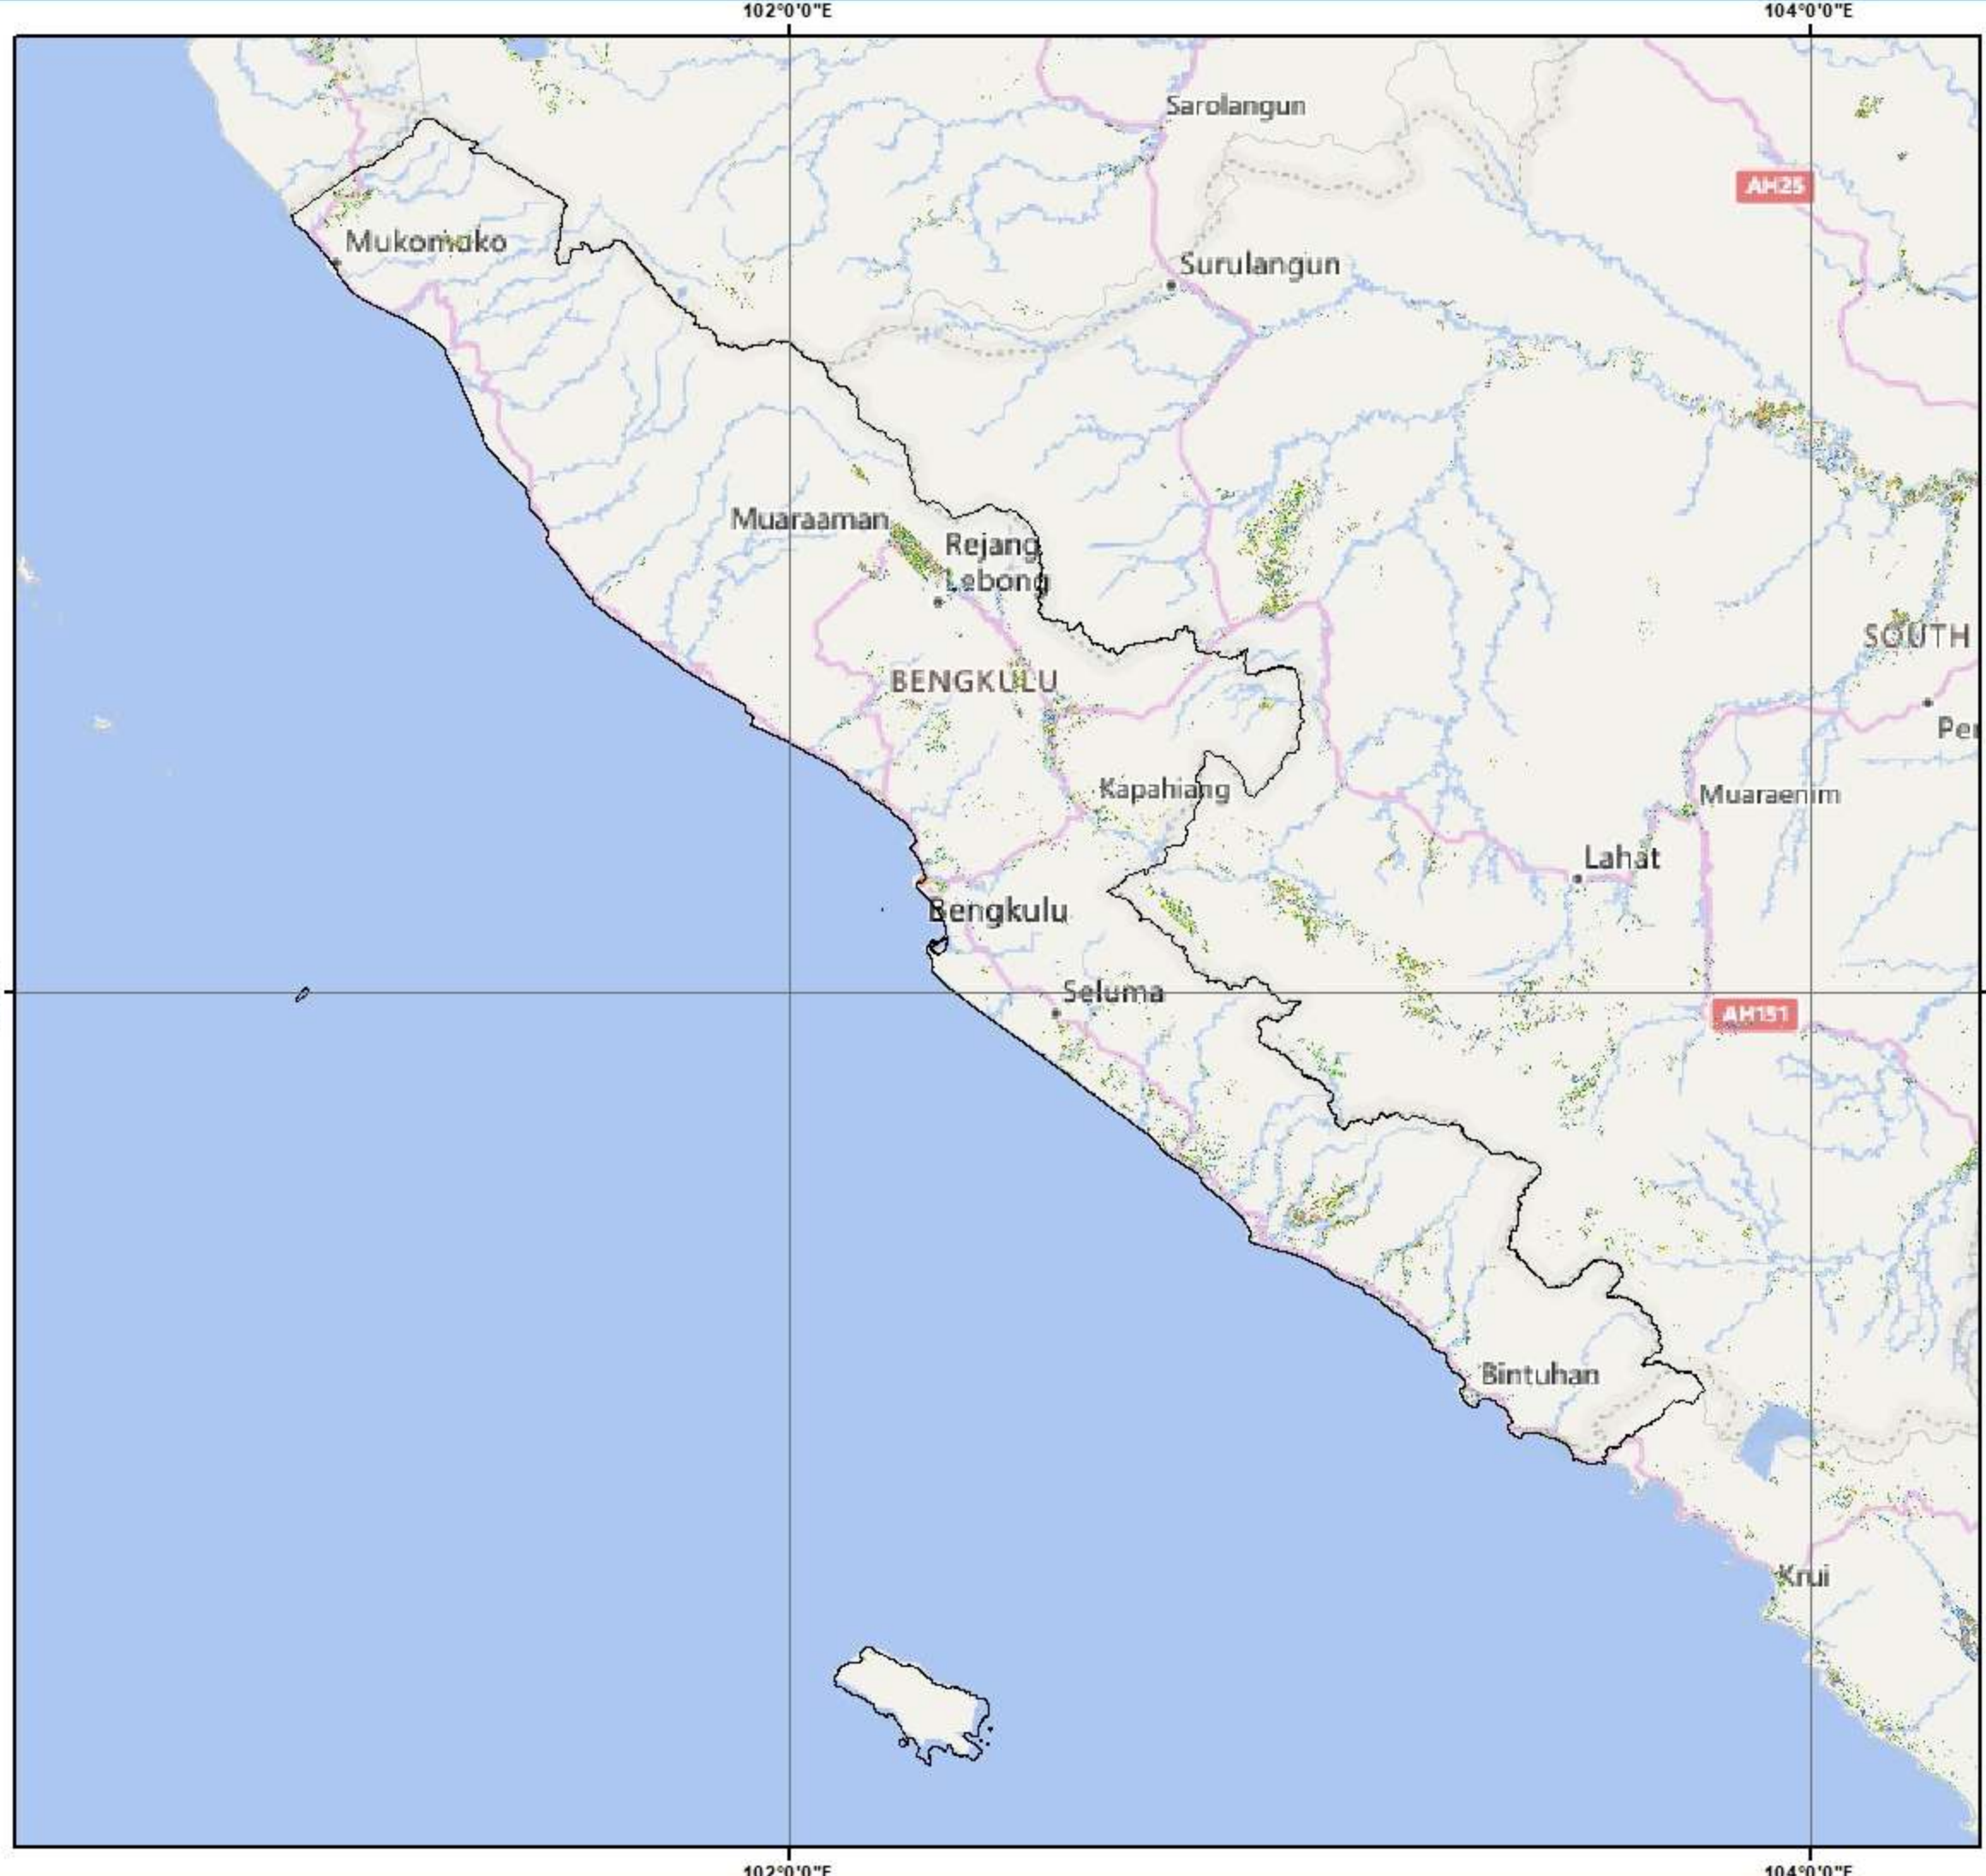 102°0'0"E
104°0'0"E
Sarolangun
AH25
Mukomuko
Surulangun
Muaraaman
Rejang
Lebong
SOUTH
BENGKULU
Per
Kapahiang
Muaraenim
Lahat
Bengkulu
Seluma
AH151
Bintuhan
Krui
102°0'0"E
104°0'0"E